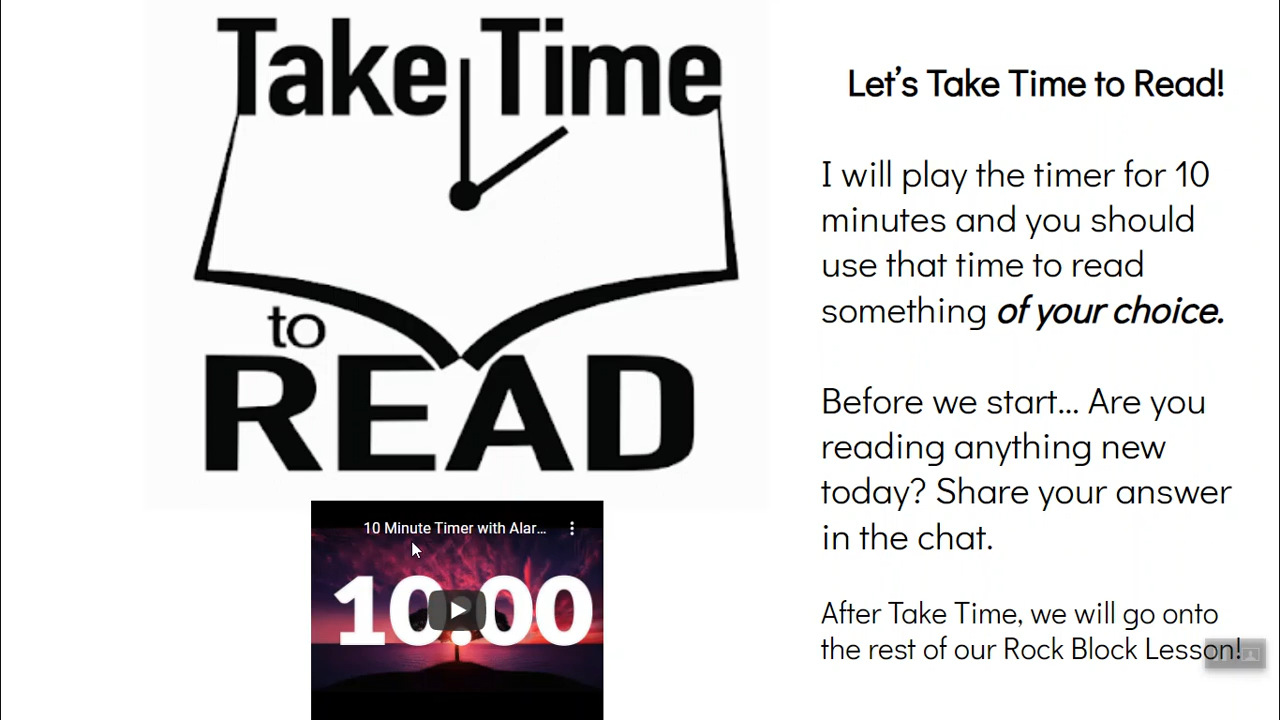 Take Time
to
READ
10 Minute Timer with Alar...
10:00
Let's Take Time to Read!
I will play the timer for 10
minutes and you should
use that time to read
something of your choice.
Before we start... Are you
reading anything new
today? Share your answer
in the chat.
After Take Time, we will go onto
the rest of our Rock Block Lesson!